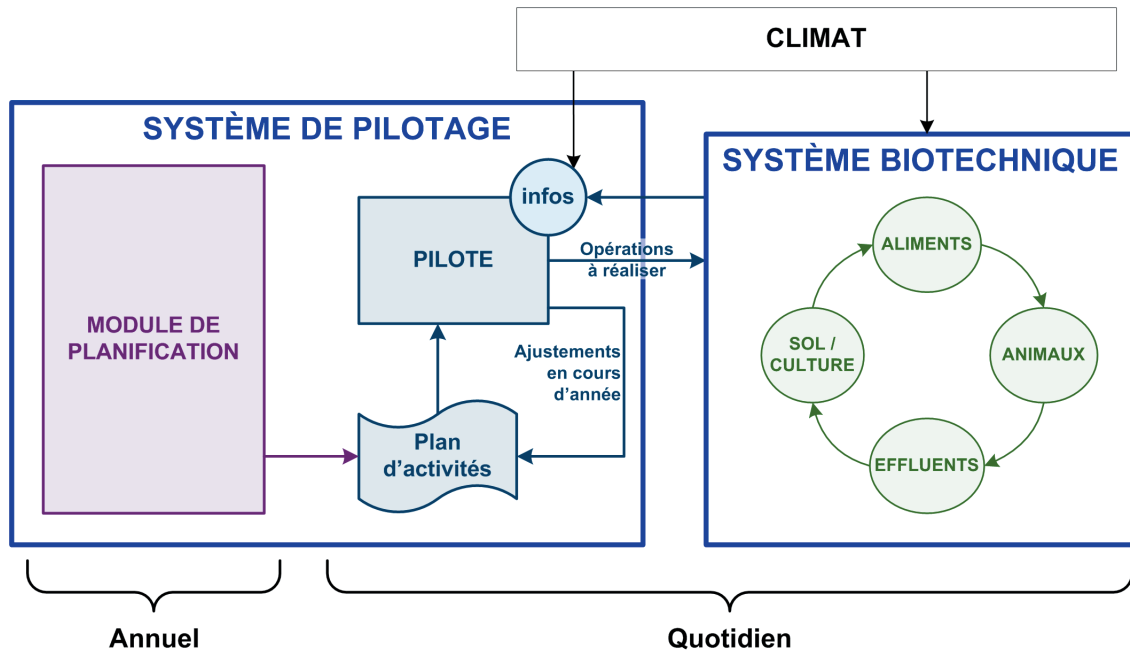 CLIMAT
SYSTÈME DE PILOTAGE
SYSTÈME BIOTECHNIQUE
infos
PILOTE
Opérations
à réaliser
MODULE DE
PLANIFICATION
Ajustements
en cours
d’année
Plan
d’activités
ALIMENTS
ANIMAUX
EFFLUENTS
SOL /
CULTURE
Annuel
Quotidien